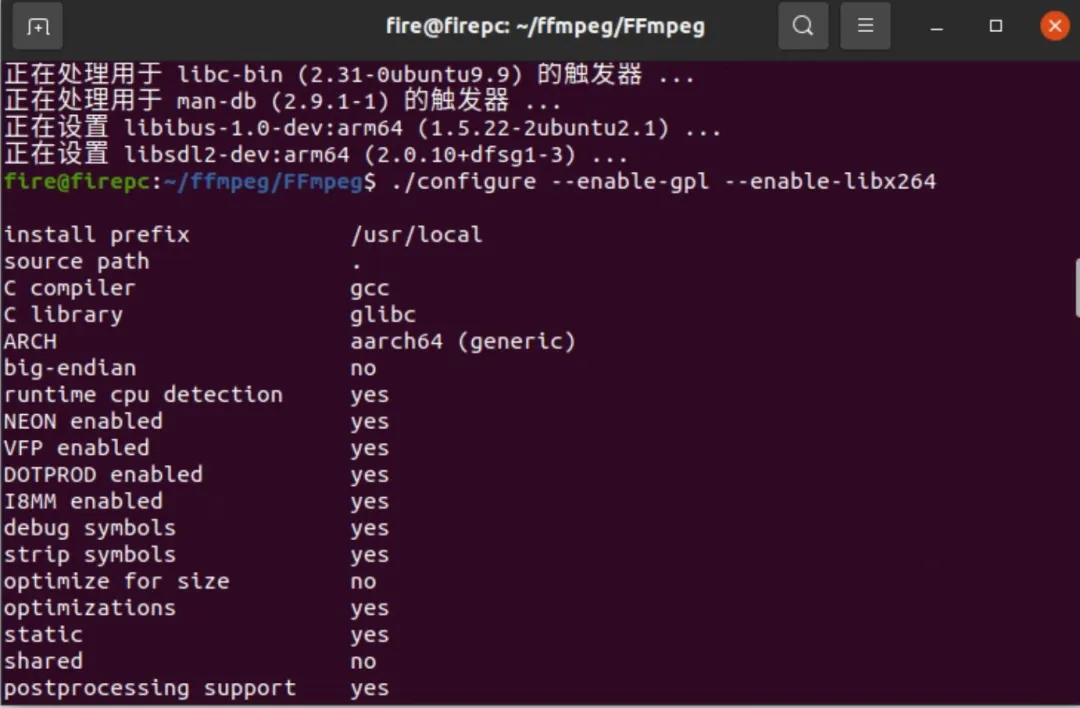 fire@firepc: ~/ffmpeg/FFmpeg
正在处理用于 libc-bin (2.31-0ubuntu9.9) 的触发器 ...
正在处理用于 man-db (2.9.1-1) 的触发器 ...
正在设置 libibus-1.0-dev:arm64 (1.5.22-2ubuntu2.1) ...
正在设置 libsdl2-dev:arm64 (2.0.10+dfsg1-3) ...
fire@firepc:~/ffmpeg/FFmpeg$ ./configure --enable-gpl --enable-libx264
install prefix /usr/local
source path .
C compiler gcc
C library glibc
ARCH aarch64 (generic)
big-endian no
runtime cpu detection yes
NEON enabled yes
VFP enabled yes
DOTPROD enabled yes
I8MM enabled yes
debug symbols yes
strip symbols yes
optimize for size no
optimizations yes
static yes
shared no
postprocessing support yes